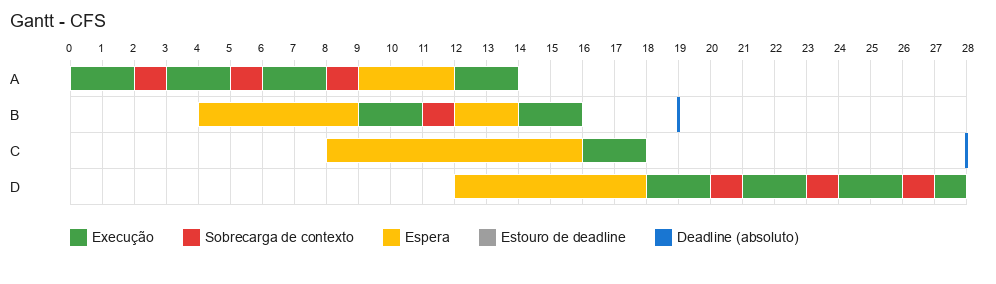 Gantt - CFS
0 1 2 3 4 5 6 7 8 9 10 11 12 13 14 15 16 17 18 19 20 21 22 23 24 25 26 27 28
A
B
C
D
Execução Sobrecarga de contexto Espera Estouro de deadline Deadline (absoluto)